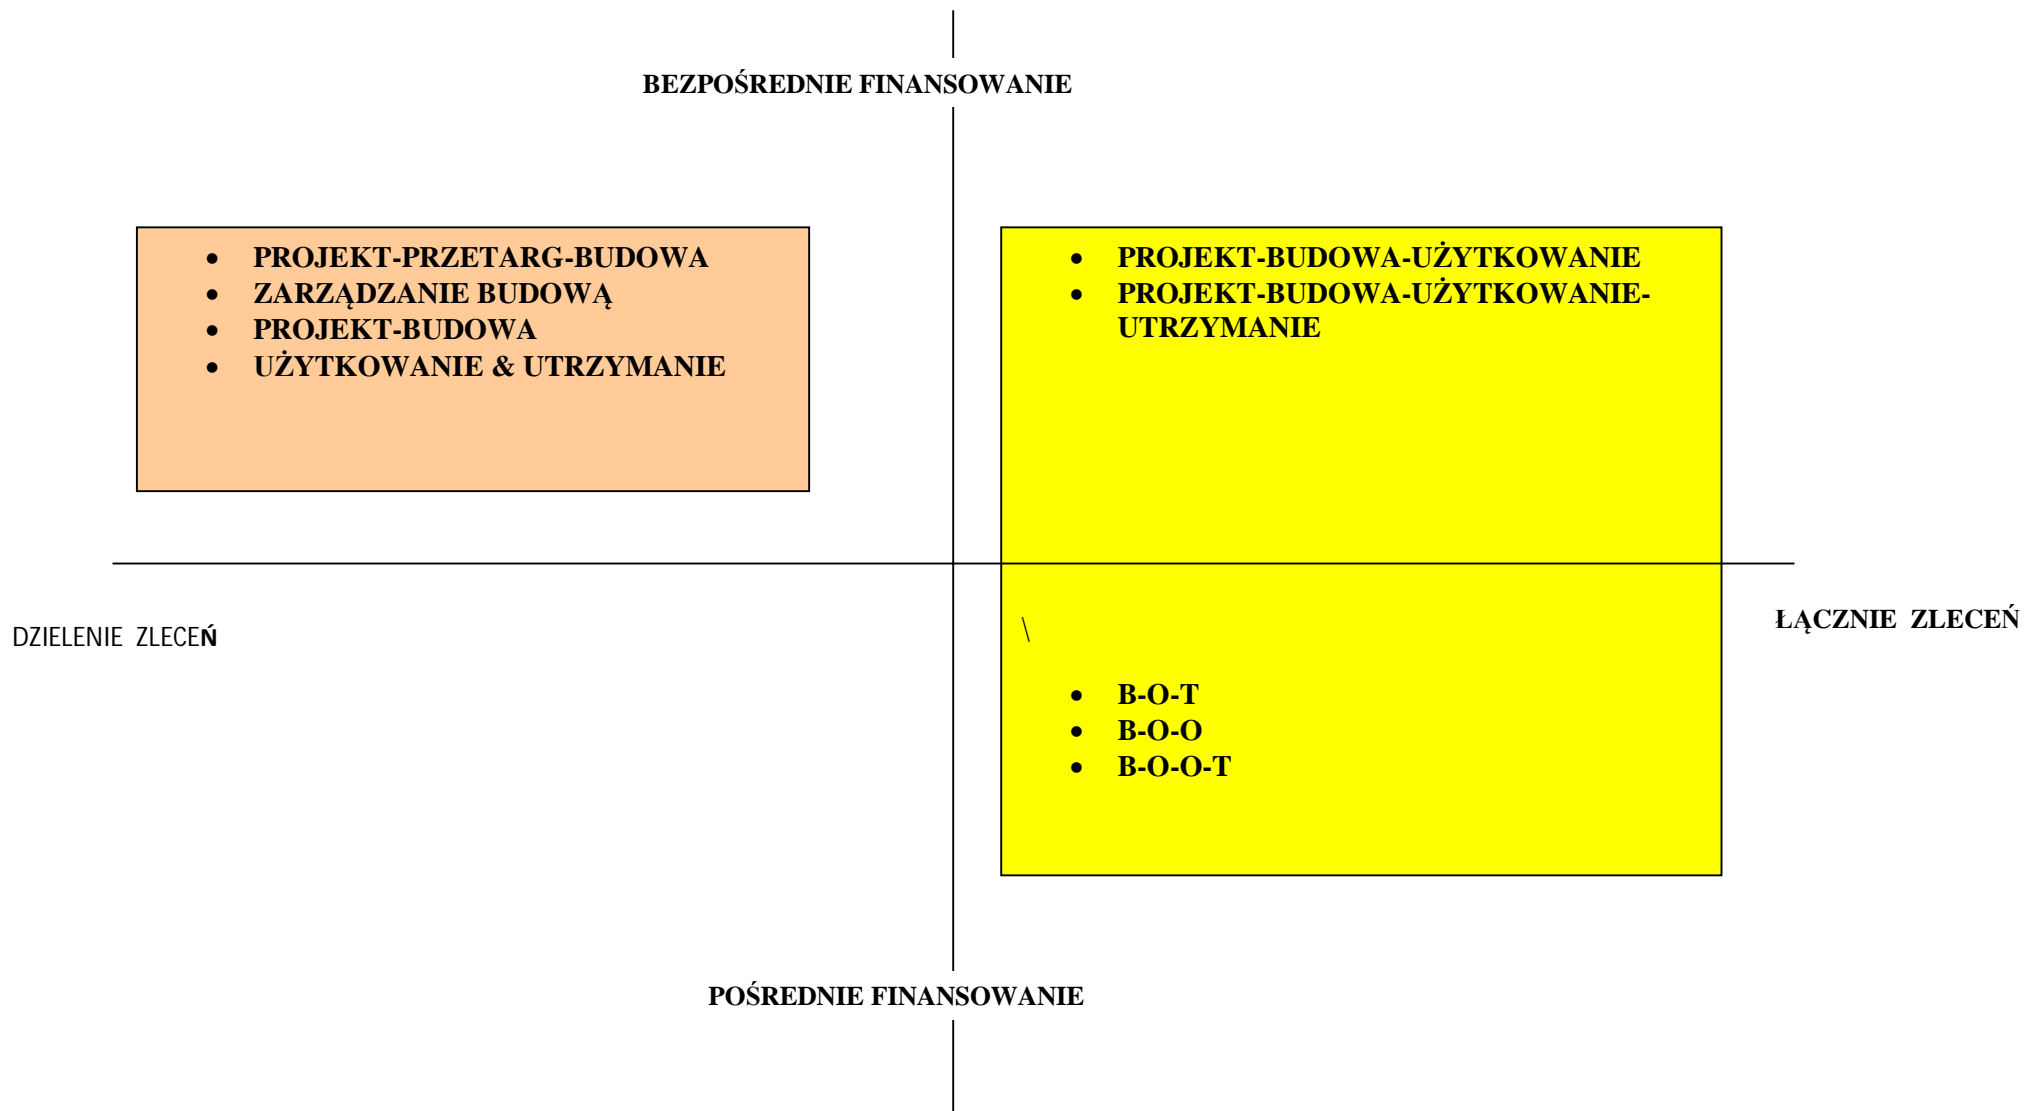 BEZPOŚREDNIE FINANSOWANIE
• PROJEKT-PRZETARG-BUDOWA
• ZARZĄDZANIE BUDOWĄ
• PROJEKT-BUDOWA
• UŻYTKOWANIE & UTRZYMANIE
• PROJEKT-BUDOWA-UŻYTKOWANIE
• PROJEKT-BUDOWA-UŻYTKOWANIE-
UTRZYMANIE
DZIELENIE ZLECEŃ
\
ŁĄCZNIE ZLECEŃ
• B-O-T
• B-O-O
• B-O-O-T
POŚREDNIE FINANSOWANIE